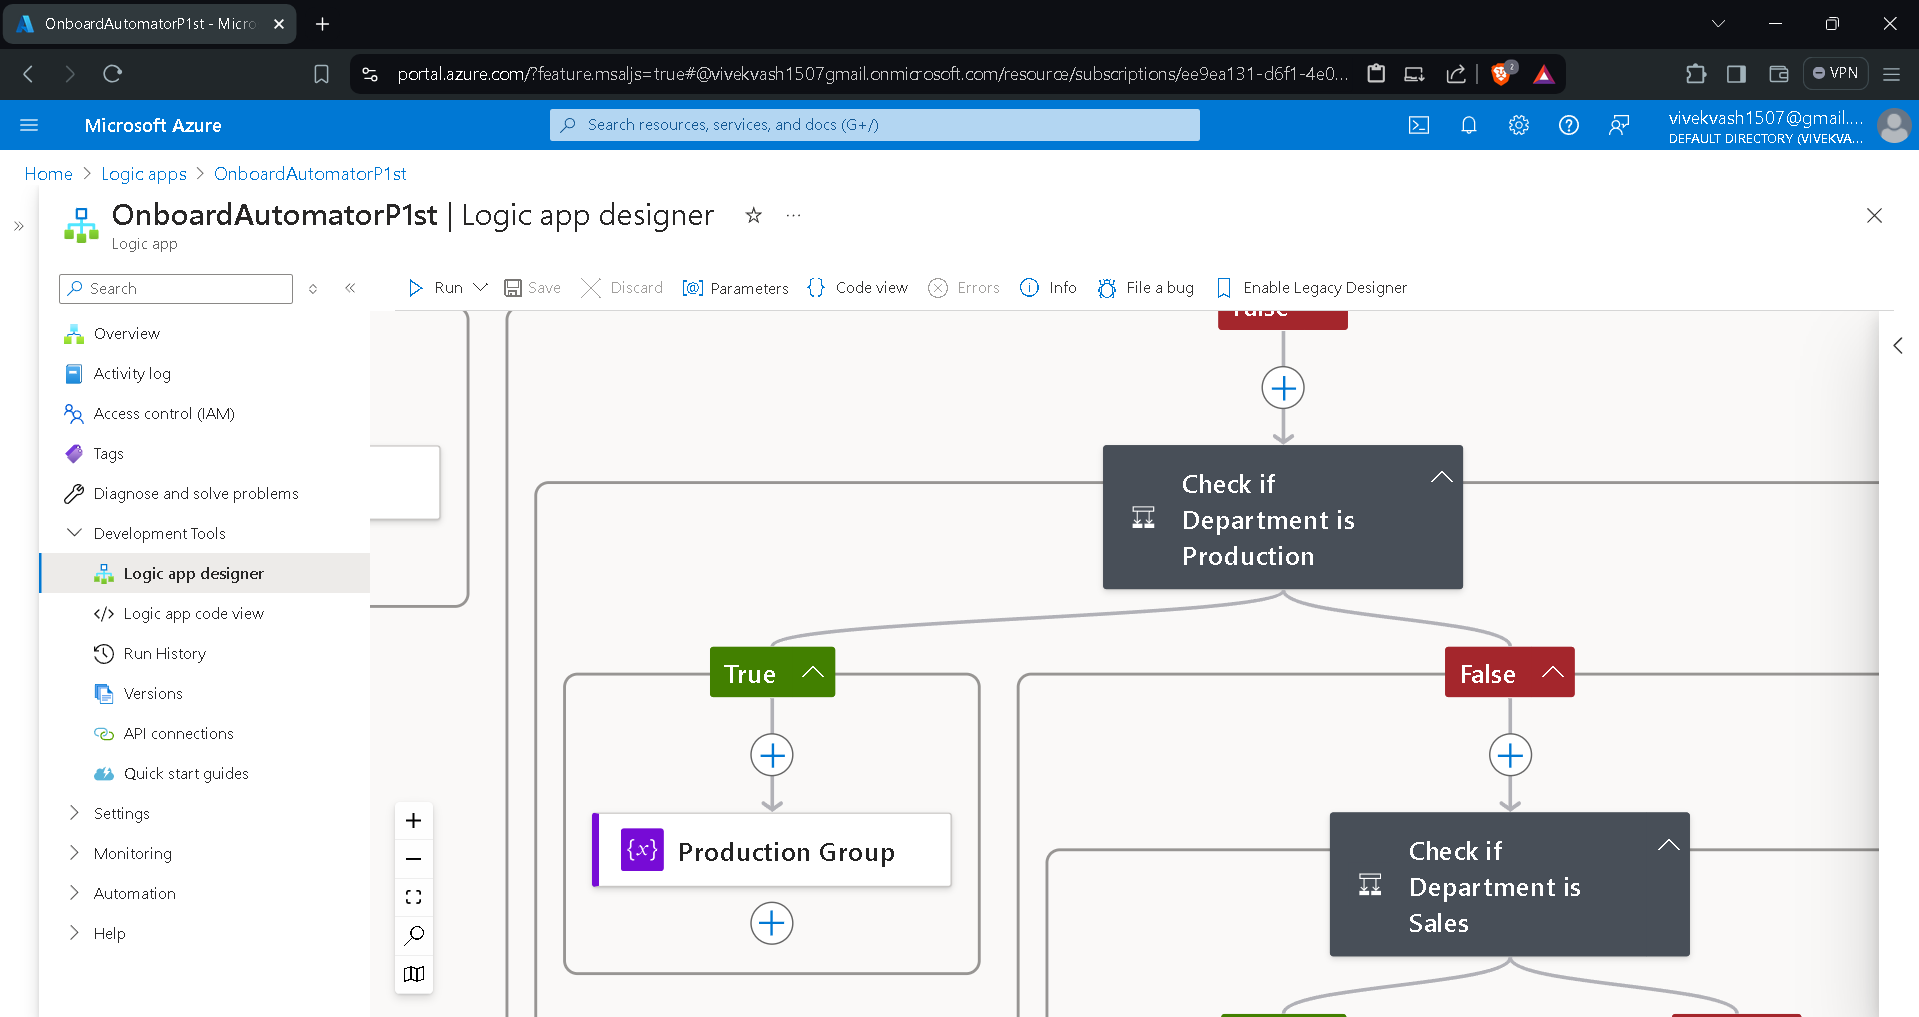 OnboardAutomatorP1st - Micro
portal.azure.com/?feature.msaljs=true#@vivekvash1507gmail.onmicrosoft.com/resource/subscriptions/ee9ea131-d6f1-4e0...
2
VPN
Microsoft Azure
Search resources, services, and docs (G+/)
vivekvash1507@gmail....
DEFAULT DIRECTORY (VIVEKVA...
Home > Logic apps > OnboardAutomatorP1st
OnboardAutomatorP1st | Logic app designer
Logic app
Search
Run
Save
Discard
Parameters
Code view
Errors
Info
File a bug
Enable Legacy Designer
Overview
Activity log
Access control (IAM)
Tags
Diagnose and solve problems
Development Tools
Logic app designer
Logic app code view
Run History
Versions
API connections
Quick start guides
Settings
Monitoring
Automation
Help
False
Check if
Department is
Production
True
False
Production Group
Check if
Department is
Sales